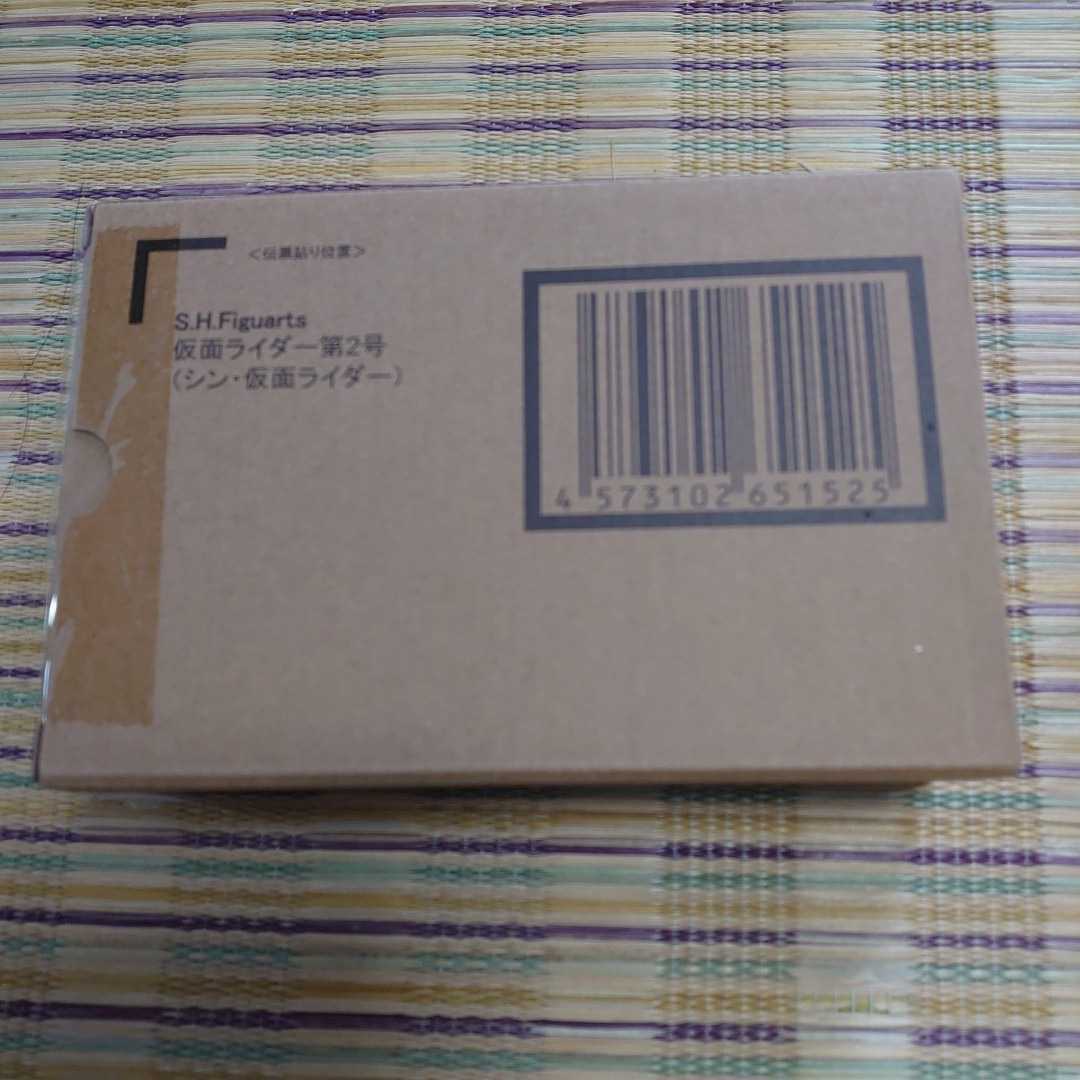 ＜伝票貼り位置＞
S.H.Figuarts
仮面ライダー第2号
(シン・仮面ライダー)
4 573102 651525